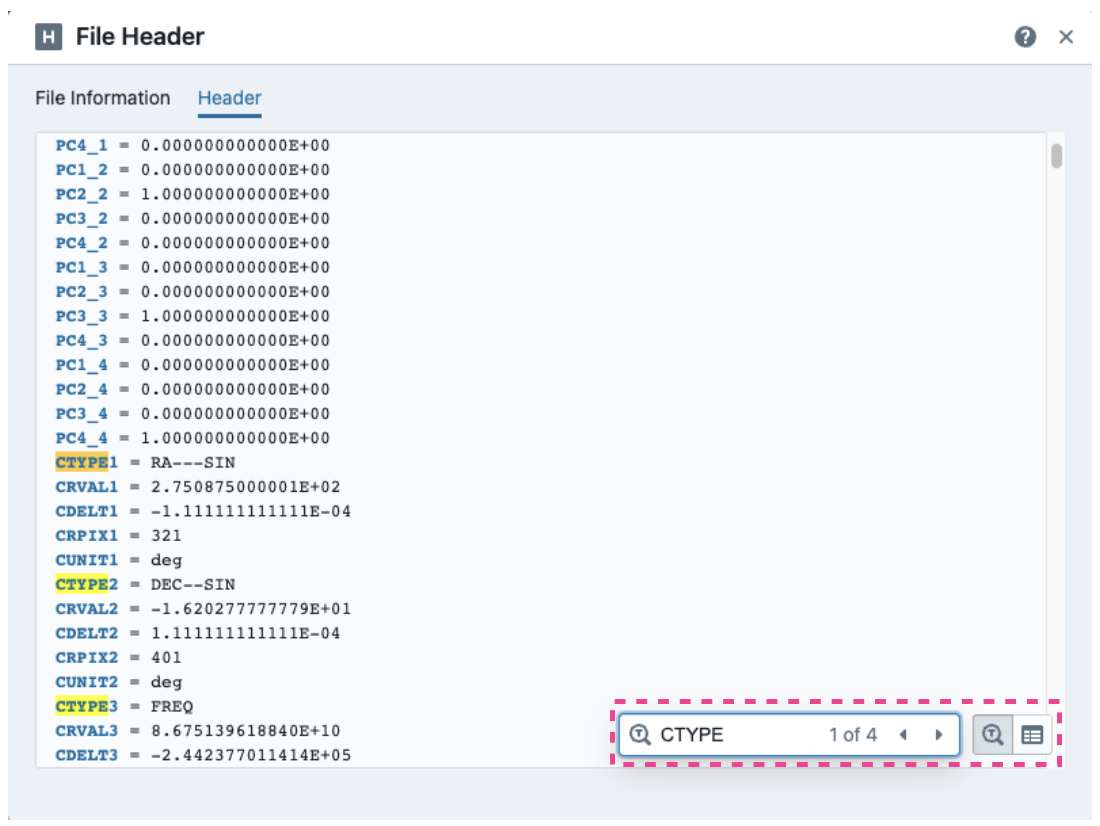 H File Header
File Information Header
PC4_1 = 0.000000000000E+00
PC1_2 = 0.000000000000E+00
PC2_2 = 1.000000000000E+00
PC3_2 = 0.000000000000E+00
PC4_2 = 0.000000000000E+00
PC1_3 = 0.000000000000E+00
PC2_3 = 0.000000000000E+00
PC3_3 = 1.000000000000E+00
PC4_3 = 0.000000000000E+00
PC1_4 = 0.000000000000E+00
PC2_4 = 0.000000000000E+00
PC3_4 = 0.000000000000E+00
PC4_4 = 1.000000000000E+00
CTYPE1 = RA---SIN
CRVAL1 = 2.750875000001E+02
CDELT1 = -1.111111111111E-04
CRPIX1 = 321
CUNIT1 = deg
CTYPE2 = DEC--SIN
CRVAL2 = -1.620277777779E+01
CDELT2 = 1.111111111111E-04
CRPIX2 = 401
CUNIT2 = deg
CTYPE3 = FREQ
CRVAL3 = 8.675139618840E+10
CDELT3 = -2.442377011414E+05
CTYPE 1 of 4